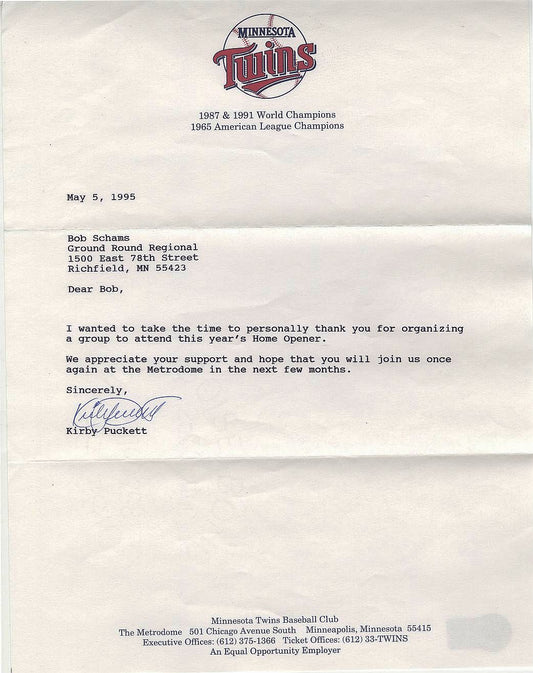 MINNESOTA
Twins
1987 & 1991 World Champions
1965 American League Champions
May 5, 1995
Bob Schams
Ground Round Regional
1500 East 78th Street
Richfield, MN 55423
Dear Bob,
I wanted to take the time to personally thank you for organizing
a group to attend this year's Home Opener.
We appreciate your support and hope that you will join us once
again at the Metrodome in the next few months.
Sincerely,
Kirby Puckett
Kirby Puckett
Minnesota Twins Baseball Club
The Metrodome 501 Chicago Avenue South Minneapolis, Minnesota 55415
Executive Offices: (612) 375-1366 Ticket Offices: (612) 33-TWINS
An Equal Opportunity Employer